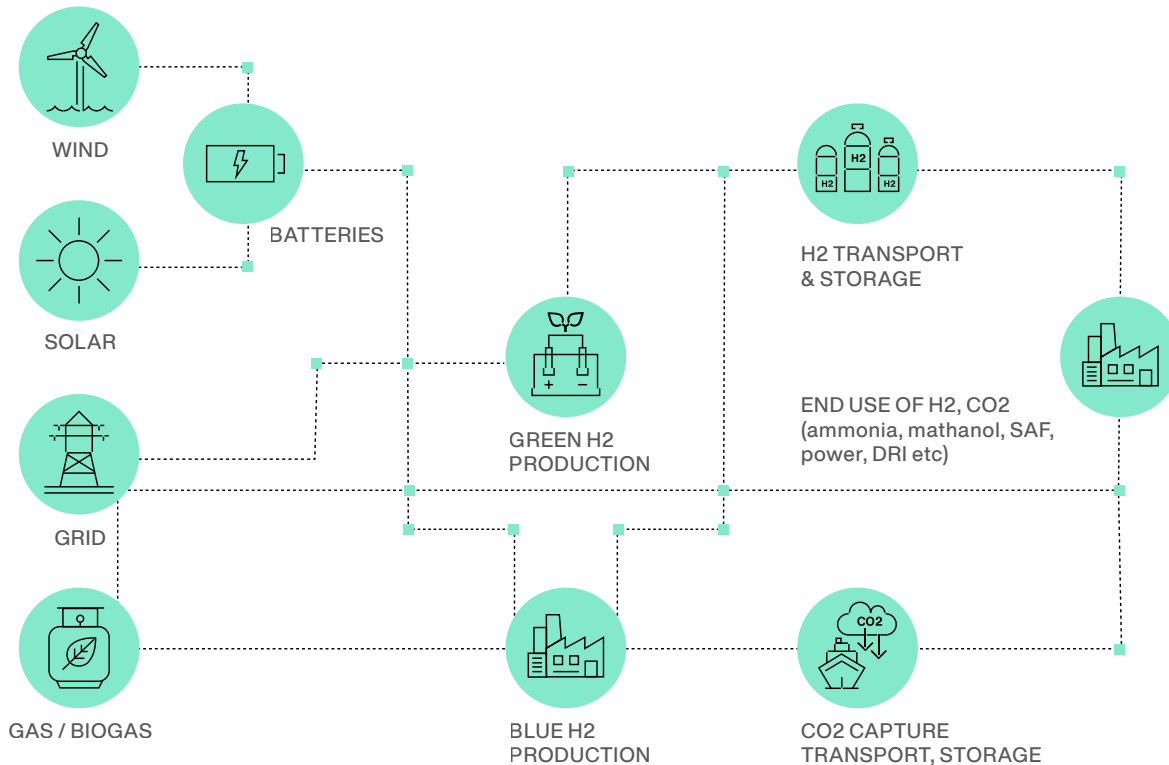 WIND
BATTERIES
SOLAR
GRID
GAS / BIOGAS
+ −
GREEN H2
PRODUCTION
BLUE H2
PRODUCTION
H2
H2
H2
H2 TRANSPORT
& STORAGE
END USE OF H2, CO2
(ammonia, mathanol, SAF,
power, DRI etc)
CO2
CO2 CAPTURE
TRANSPORT, STORAGE